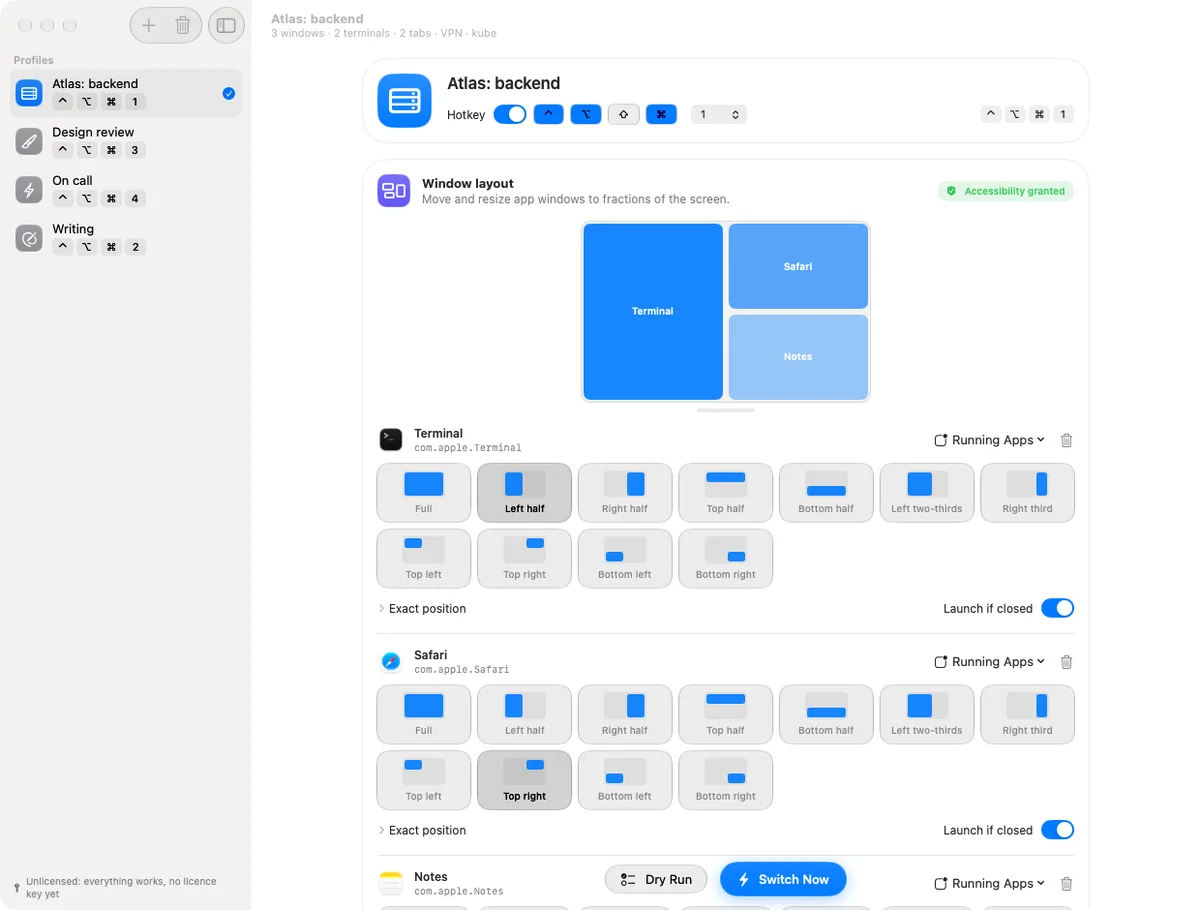 Profiles
Atlas: backend
^ ⌥ ⌘ 1
Design review
^ ⌥ ⌘ 3
On call
^ ⌥ ⌘ 4
Writing
^ ⌥ ⌘ 2
Unlicensed: everything works, no licence
key yet
Atlas: backend
3 windows · 2 terminals · 2 tabs · VPN · kube
Atlas: backend
Hotkey ^ ⌥ ⇧ ⌘ 1
^ ⌥ ⌘ 1
Window layout
Move and resize app windows to fractions of the screen.
Accessibility granted
Terminal
Safari
Notes
Terminal
com.apple.Terminal
Running Apps
Full
Left half
Right half
Top half
Bottom half
Left two-thirds
Right third
Top left
Top right
Bottom left
Bottom right
Exact position
Launch if closed
Safari
com.apple.Safari
Running Apps
Full
Left half
Right half
Top half
Bottom half
Left two-thirds
Right third
Top left
Top right
Bottom left
Bottom right
Exact position
Launch if closed
Notes
com.apple.Notes
Dry Run
Switch Now
Running Apps